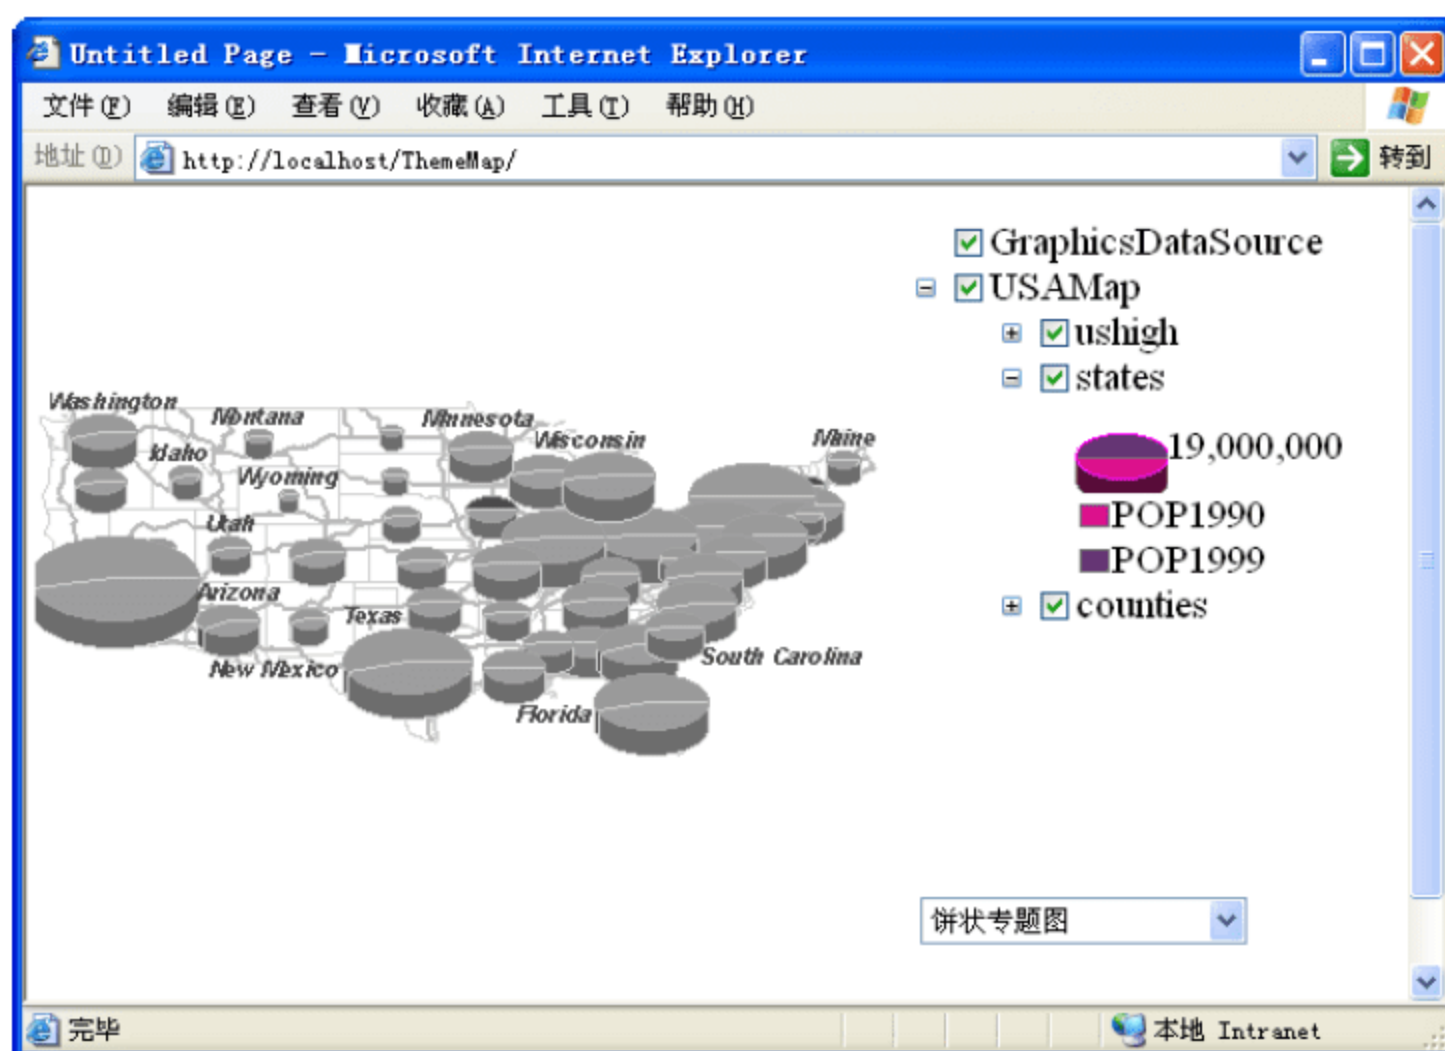 Untitled Page - Microsoft Internet Explorer
文件(F) 编辑(E) 查看(V) 收藏(A) 工具(T) 帮助(H)
地址(D) http://localhost/ThemeMap/ 转到
GraphicsDataSource
USAMap
ushigh
states
19,000,000
POP1990
POP1999
counties
Washington
Montana
Minnesota
Wisconsin
Maine
Idaho
Wyoming
Utah
Arizona
Texas
New Mexico
South Carolina
Florida
饼状专题图
完毕 本地 Intranet